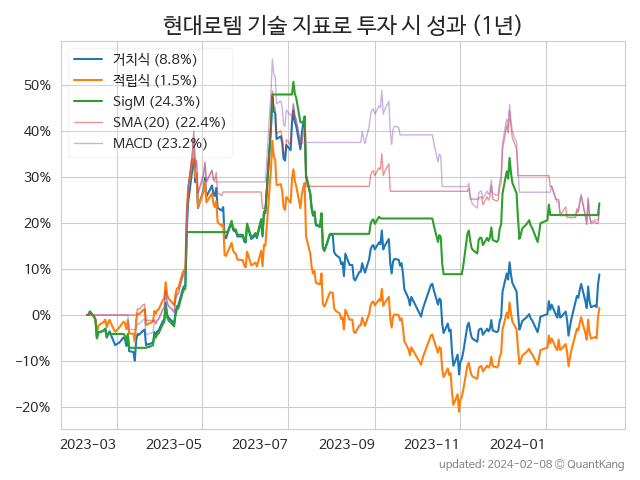 현대로템 기술 지표로 투자 시 성과 (1년)
거치식 (8.8%)
적립식 (1.5%)
SigM (24.3%)
SMA(20) (22.4%)
MACD (23.2%)
50%
40%
30%
20%
10%
0%
−10%
−20%
2023-03 2023-05 2023-07 2023-09 2023-11 2024-01
updated: 2024-02-08 © QuantKang